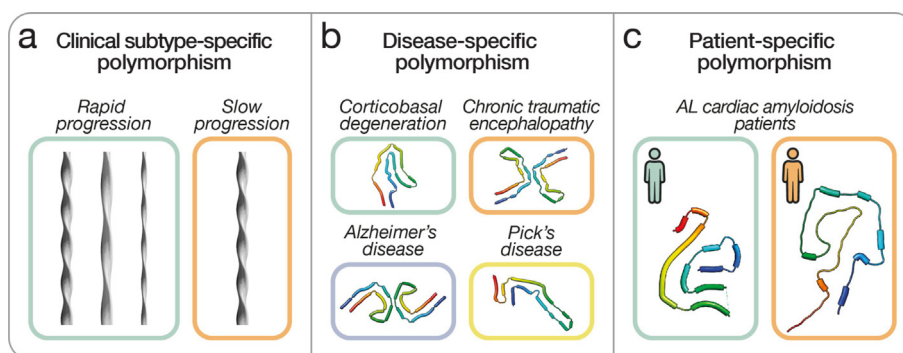 a
Clinical subtype-specific
polymorphism
Rapid
progression
Slow
progression
b
Disease-specific
polymorphism
Corticobasal
degeneration
Chronic traumatic
encephalopathy
Alzheimer's
disease
Pick's
disease
c
Patient-specific
polymorphism
AL cardiac amyloidosis
patients